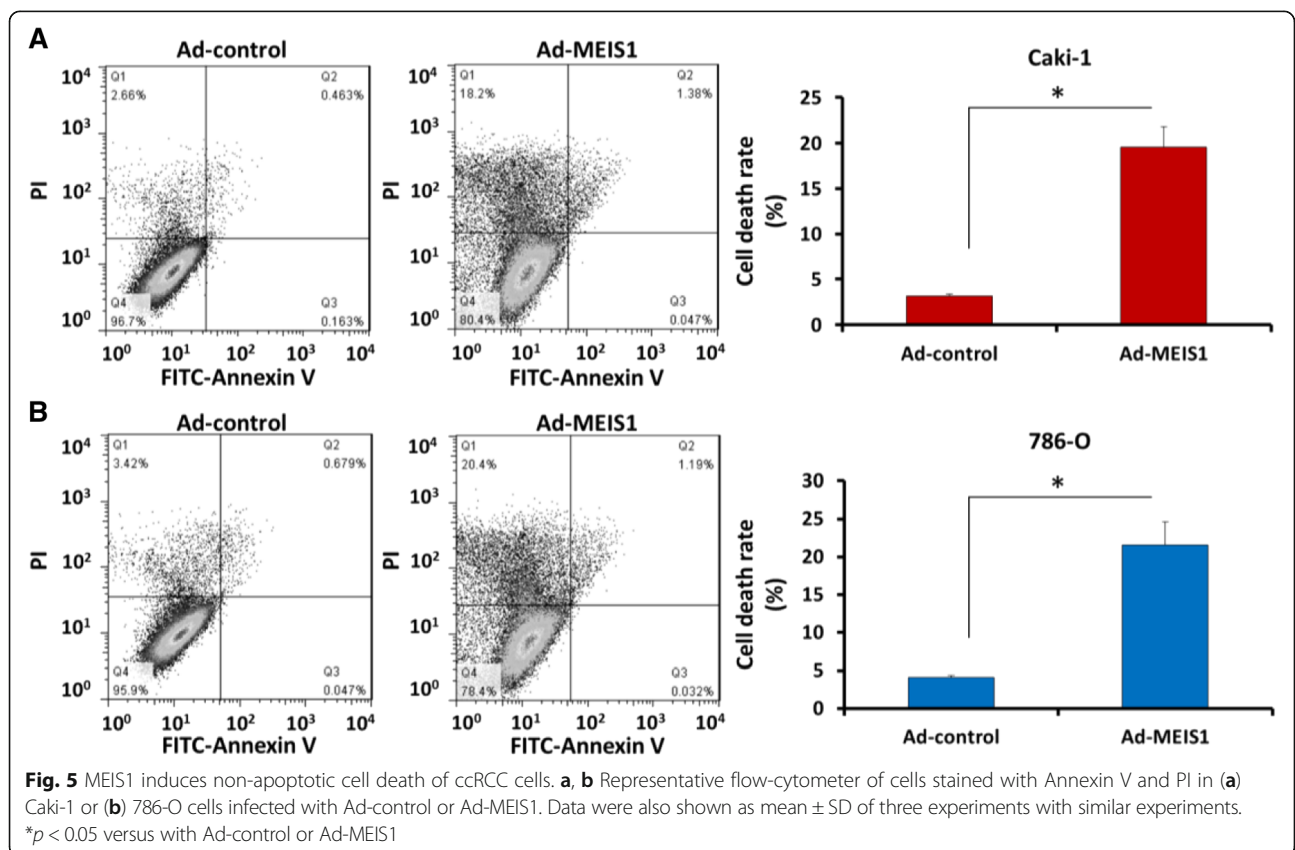 A
Ad-control
Ad-MEIS1
Caki-1
10⁴
10³
10²
10¹
10⁰
PI
Q1
2.66%
Q2
0.463%
Q4
96.7%
Q3
0.163%
10⁰ 10¹ 10² 10³ 10⁴
FITC-Annexin V
10⁴
10³
10²
10¹
10⁰
PI
Q1
18.2%
Q2
1.38%
Q4
80.4%
Q3
0.047%
10⁰ 10¹ 10² 10³ 10⁴
FITC-Annexin V
Cell death rate
(%)
25
20
15
10
5
0
*
Ad-control Ad-MEIS1
B
Ad-control
Ad-MEIS1
786-O
10⁴
10³
10²
10¹
10⁰
PI
Q1
3.42%
Q2
0.679%
Q4
95.9%
Q3
0.047%
10⁰ 10¹ 10² 10³ 10⁴
FITC-Annexin V
10⁴
10³
10²
10¹
10⁰
PI
Q1
20.4%
Q2
1.19%
Q4
78.4%
Q3
0.032%
10⁰ 10¹ 10² 10³ 10⁴
FITC-Annexin V
Cell death rate
(%)
30
25
20
15
10
5
0
*
Ad-control Ad-MEIS1
Fig. 5 MEIS1 induces non-apoptotic cell death of ccRCC cells. a, b Representative flow-cytometer of cells stained with Annexin V and PI in (a)
Caki-1 or (b) 786-O cells infected with Ad-control or Ad-MEIS1. Data were also shown as mean ± SD of three experiments with similar experiments.
*p < 0.05 versus with Ad-control or Ad-MEIS1